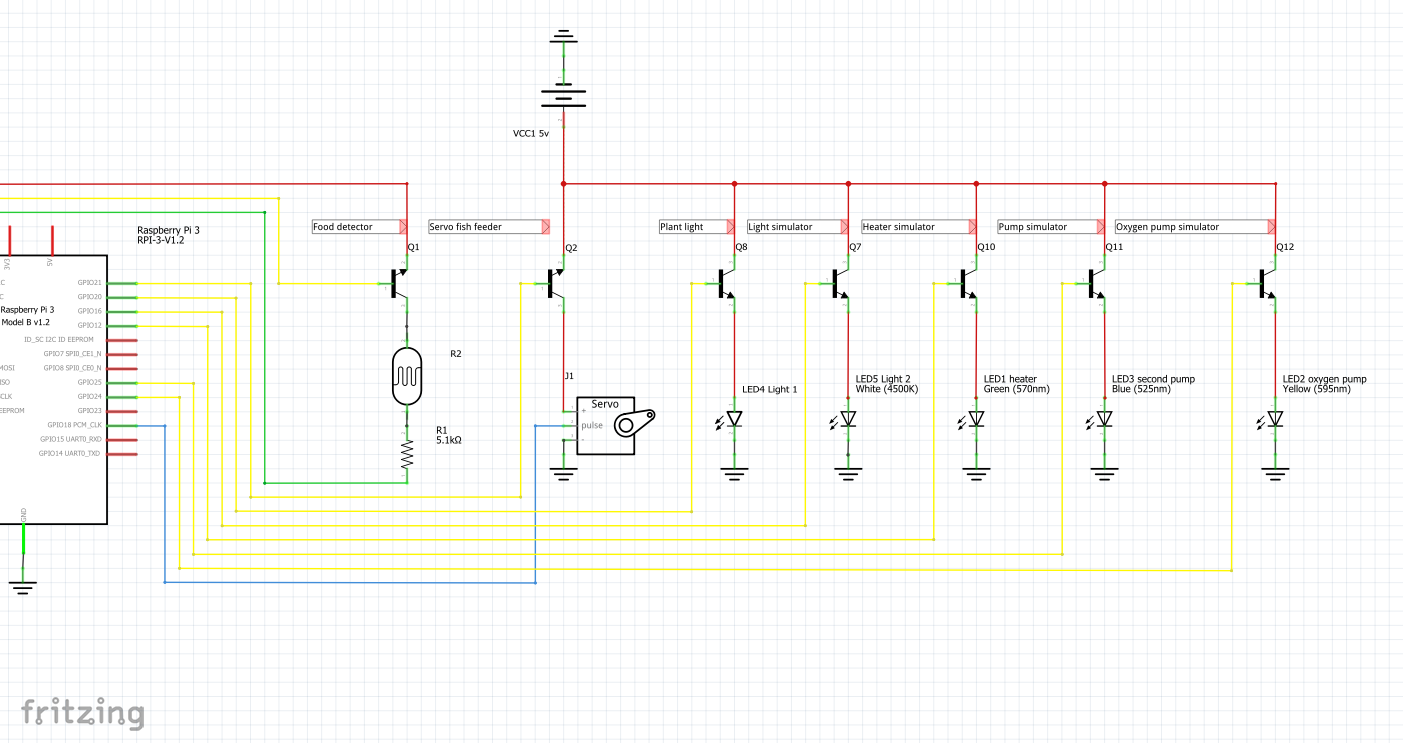 VCC1 5v
Food detector
Servo fish feeder
Plant light
Light simulator
Heater simulator
Pump simulator
Oxygen pump simulator
Raspberry Pi 3
RPI-3-V1.2
Q1
Q2
Q8
Q7
Q10
Q11
Q12
3V3
5V
GPIO21
GPIO20
Raspberry Pi 3
GPIO16
Model B v1.2
GPIO12
ID_SC I2C ID EEPROM
GPIO7 SPI0_CE1_N
MOSI
GPIO8 SPI0_CE0_N
ISO
GPIO25
CLK
GPIO24
EEPROM
GPIO23
GPIO18 PCM_CLK
GPIO15 UART0_RXD
GPIO14 UART0_TXD
GND
R2
R1
5.1kΩ
J1
Servo
+
pulse
-
LED4 Light 1
LED5 Light 2
White (4500K)
LED1 heater
Green (570nm)
LED3 second pump
Blue (525nm)
LED2 oxygen pump
Yellow (595nm)
fritzing